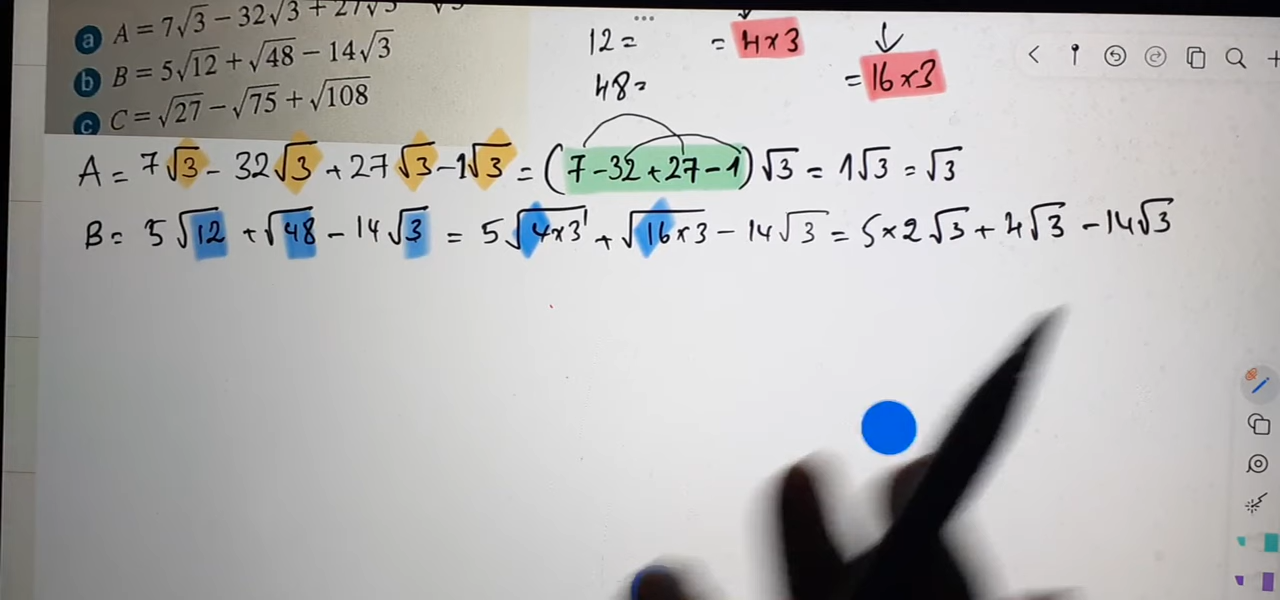 a A = 7√3 − 32√3 + 27√3 − √3
b B = 5√12 + √48 − 14√3
c C = √27 − √75 + √108
12 = = 4×3
48= = 16×3
A = 7√3 − 32√3 + 27√3 − 1√3 = (7 − 32 + 27 − 1)√3 = 1√3 = √3
B = 5√12 + √48 − 14√3 = 5√4×3 + √16×3 − 14√3 = 5×2√3 + 4√3 − 14√3